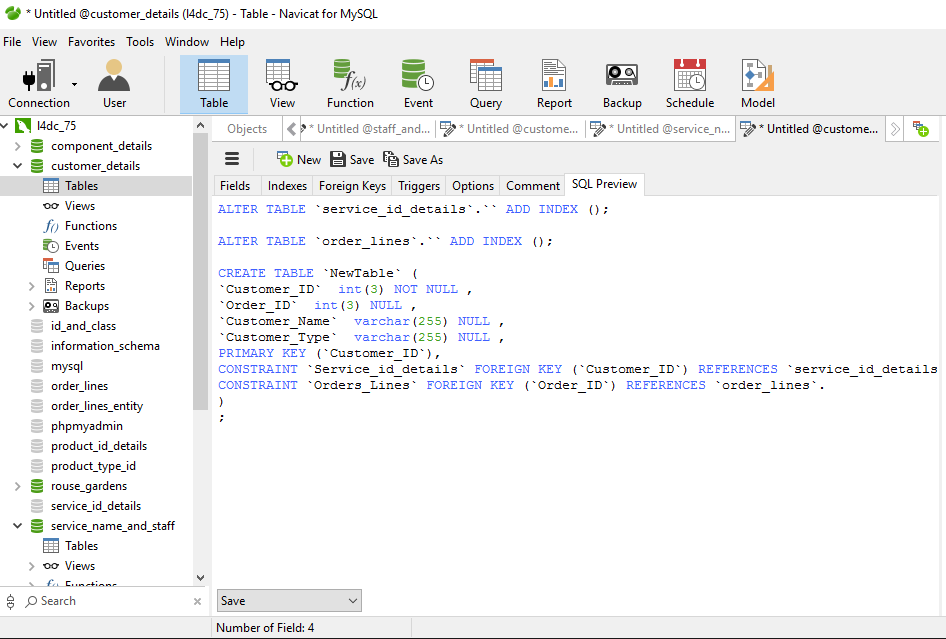 * Untitled @customer_details (l4dc_75) - Table - Navicat for MySQL
File View Favorites Tools Window Help
Connection User Table View Function Event Query Report Backup Schedule Model
f(x)
l4dc_75
component_details
customer_details
Tables
Views
Functions
Events
Queries
Reports
Backups
id_and_class
information_schema
mysql
order_lines
order_lines_entity
phpmyadmin
product_id_details
product_type_id
rouse_gardens
service_id_details
service_name_and_staff
Tables
Views
Functions
Search
Objects * Untitled @staff_and... * Untitled @custome... * Untitled @service_n... * Untitled @custome...
New Save Save As
Fields Indexes Foreign Keys Triggers Options Comment SQL Preview
ALTER TABLE `service_id_details`.`` ADD INDEX ();
ALTER TABLE `order_lines`.`` ADD INDEX ();
CREATE TABLE `NewTable` (
`Customer_ID`  int(3) NOT NULL ,
`Order_ID`  int(3) NULL ,
`Customer_Name`  varchar(255) NULL ,
`Customer_Type`  varchar(255) NULL ,
PRIMARY KEY (`Customer_ID`),
CONSTRAINT `Service_id_details` FOREIGN KEY (`Customer_ID`) REFERENCES `service_id_details
CONSTRAINT `Orders_Lines` FOREIGN KEY (`Order_ID`) REFERENCES `order_lines`.
)
;
Save
Number of Field: 4